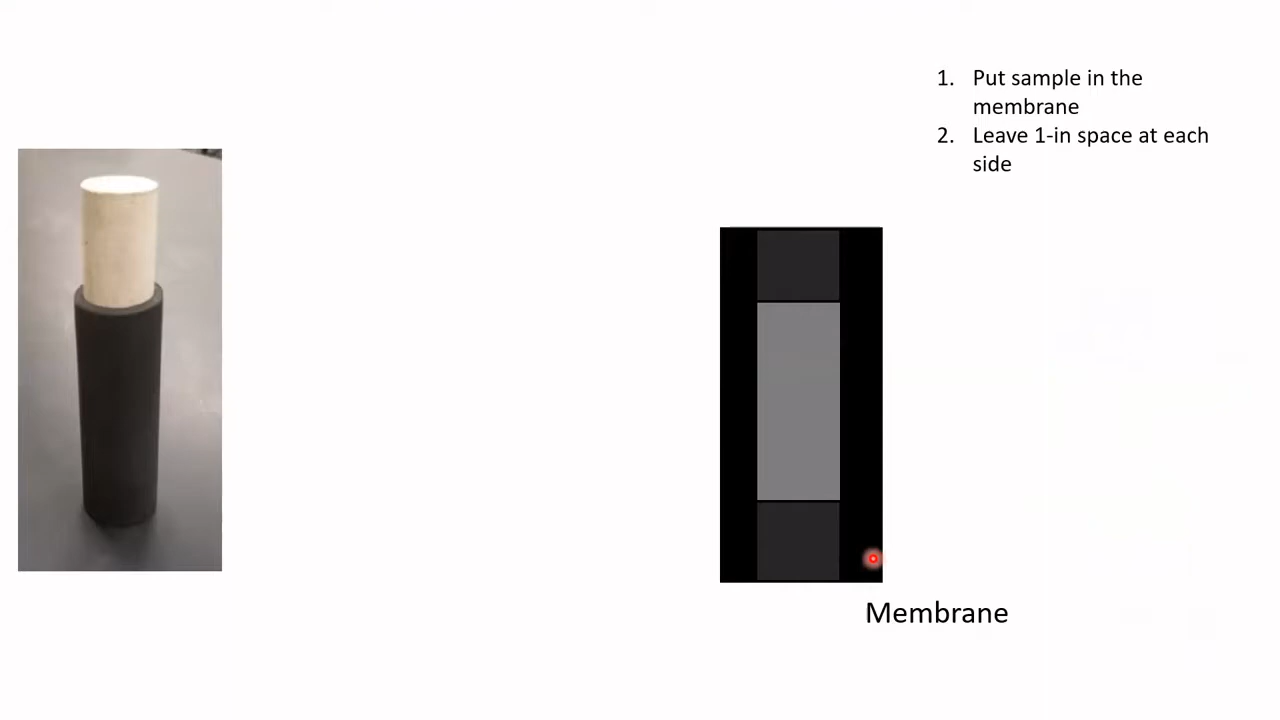 1. Put sample in the
membrane
2. Leave 1-in space at each
side
Membrane